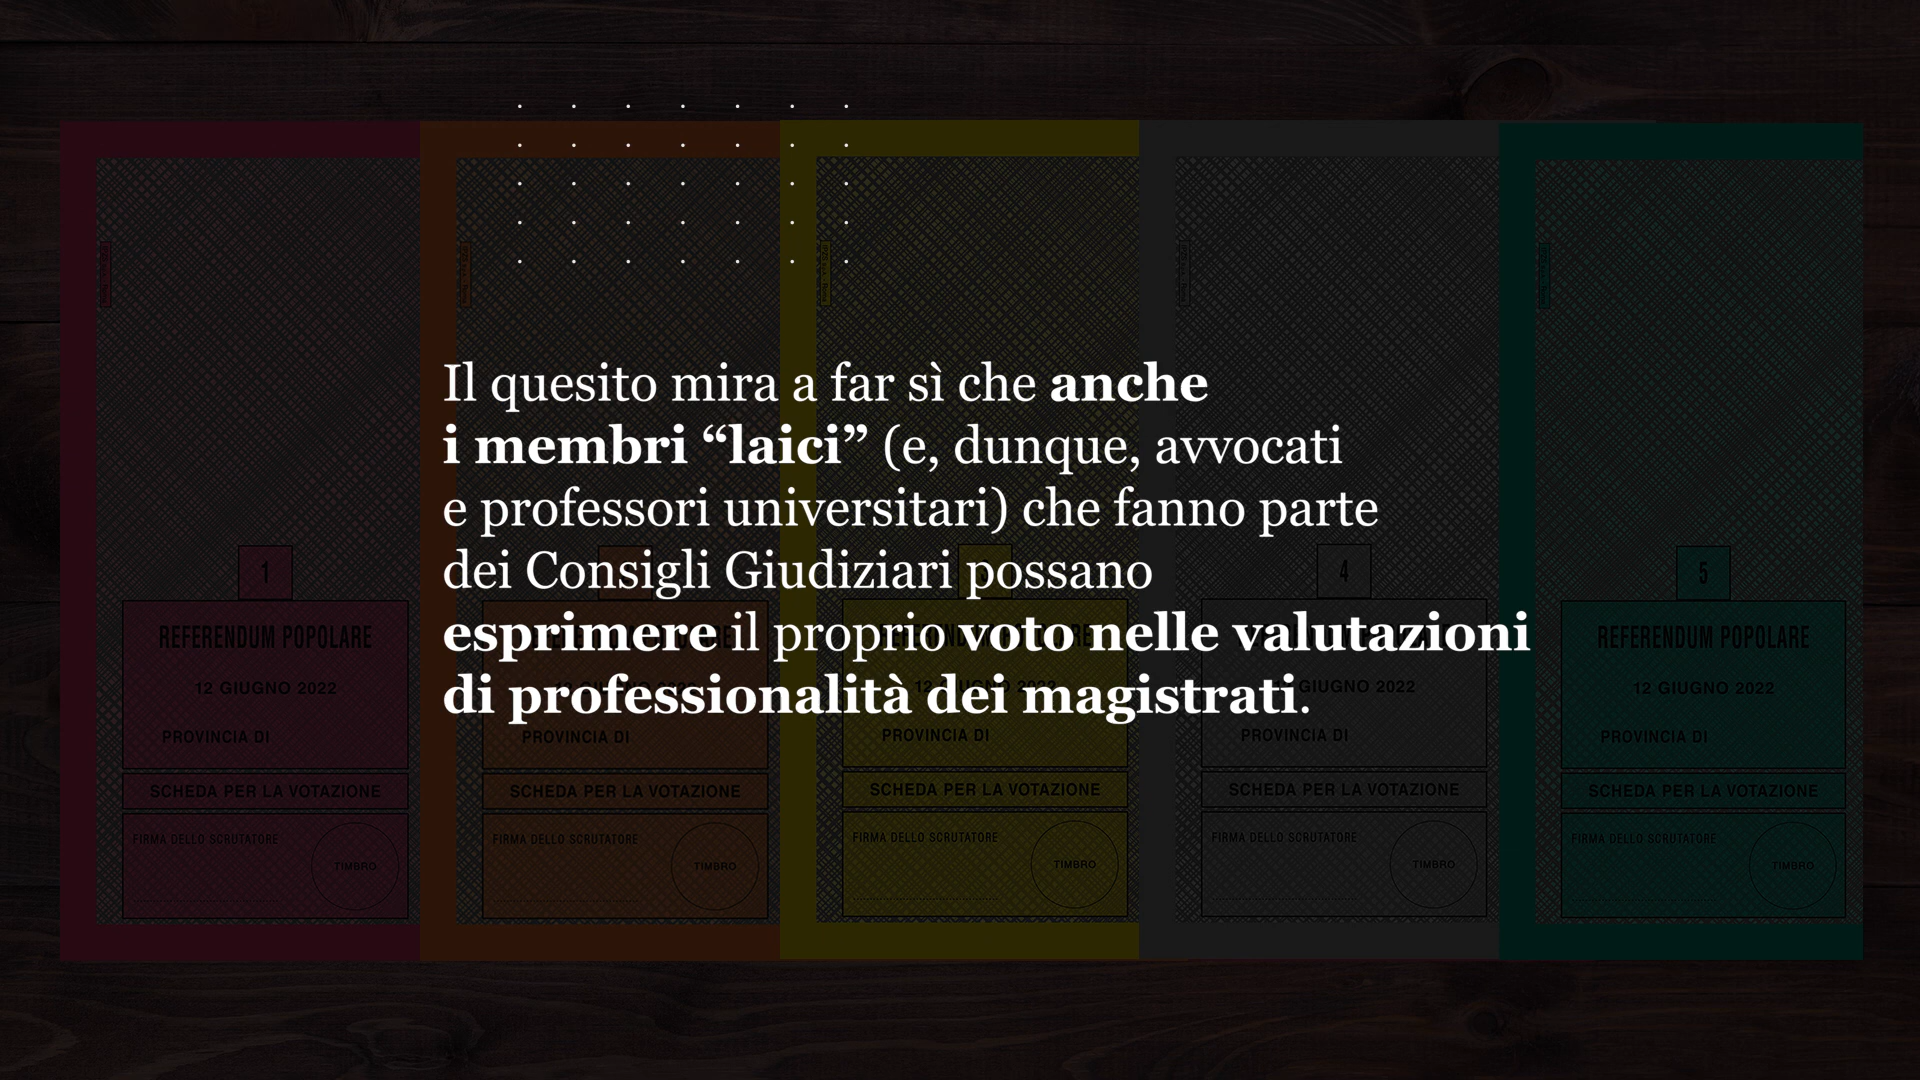 Il quesito mira a far sì che anche
i membri “laici” (e, dunque, avvocati
e professori universitari) che fanno parte
dei Consigli Giudiziari possano
esprimere il proprio voto nelle valutazioni
di professionalità dei magistrati.
1
REFERENDUM POPOLARE
12 GIUGNO 2022
PROVINCIA DI
SCHEDA PER LA VOTAZIONE
FIRMA DELLO SCRUTATORE
TIMBRO
PROVINCIA DI
SCHEDA PER LA VOTAZIONE
FIRMA DELLO SCRUTATORE
TIMBRO
12 GIUGNO 2022
PROVINCIA DI
SCHEDA PER LA VOTAZIONE
FIRMA DELLO SCRUTATORE
TIMBRO
4
GIUGNO 2022
PROVINCIA DI
SCHEDA PER LA VOTAZIONE
FIRMA DELLO SCRUTATORE
TIMBRO
5
REFERENDUM POPOLARE
12 GIUGNO 2022
PROVINCIA DI
SCHEDA PER LA VOTAZIONE
FIRMA DELLO SCRUTATORE
TIMBRO